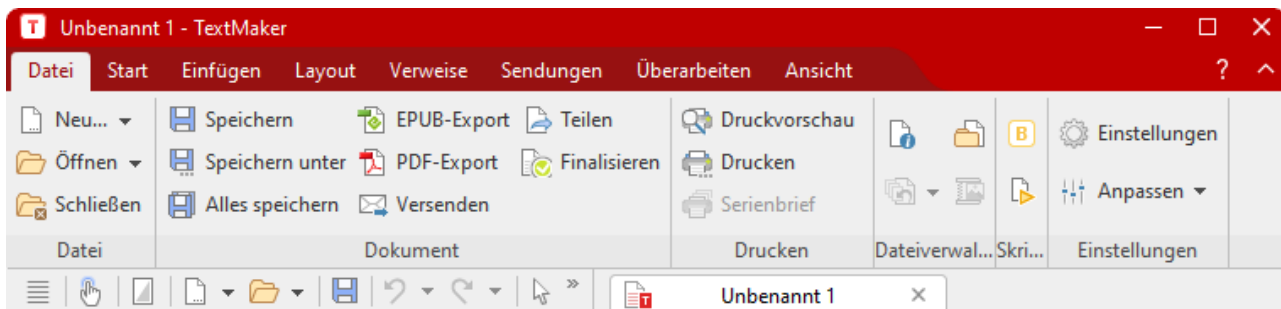 T Unbenannt 1 - TextMaker
Datei Start Einfügen Layout Verweise Sendungen Überarbeiten Ansicht ?
Neu... Speichern EPUB-Export Teilen Druckvorschau B Einstellungen
Öffnen Speichern unter PDF-Export Finalisieren Drucken
Schließen Alles speichern Versenden Serienbrief Anpassen
Datei Dokument Drucken Dateiverwal... Skri... Einstellungen
» T Unbenannt 1 ×